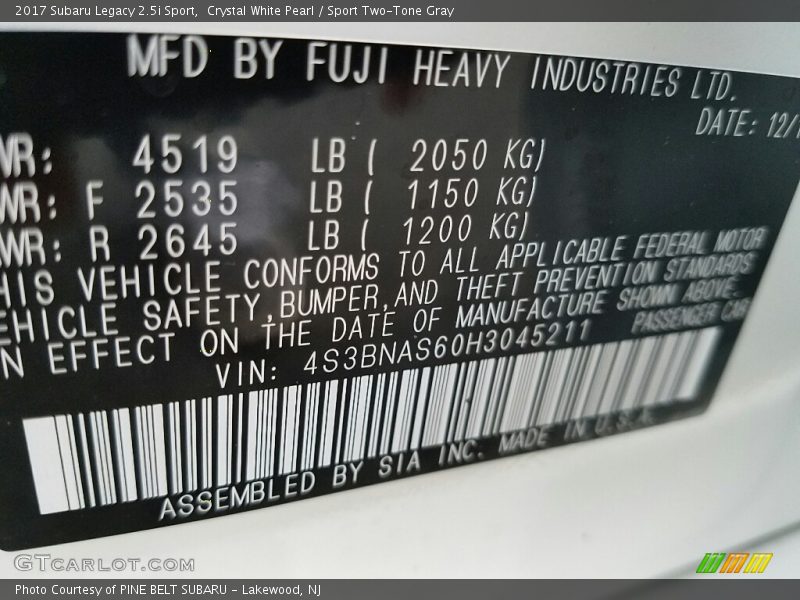 2017 Subaru Legacy 2.5i Sport, Crystal White Pearl / Sport Two-Tone Gray
MFD BY FUJI HEAVY INDUSTRIES LTD.
DATE: 12/1
WR: 4519 LB ( 2050 KG)
WR: F 2535 LB ( 1150 KG)
WR: R 2645 LB ( 1200 KG)
HIS VEHICLE CONFORMS TO ALL APPLICABLE FEDERAL MOTOR
EHICLE SAFETY, BUMPER, AND THEFT PREVENTION STANDARDS
N EFFECT ON THE DATE OF MANUFACTURE SHOWN ABOVE.
VIN: 4S3BNAS60H3045211 PASSENGER CAR
ASSEMBLED BY SIA INC. MADE IN U.S.A.
GTCARLOT.COM
Photo Courtesy of PINE BELT SUBARU - Lakewood, NJ